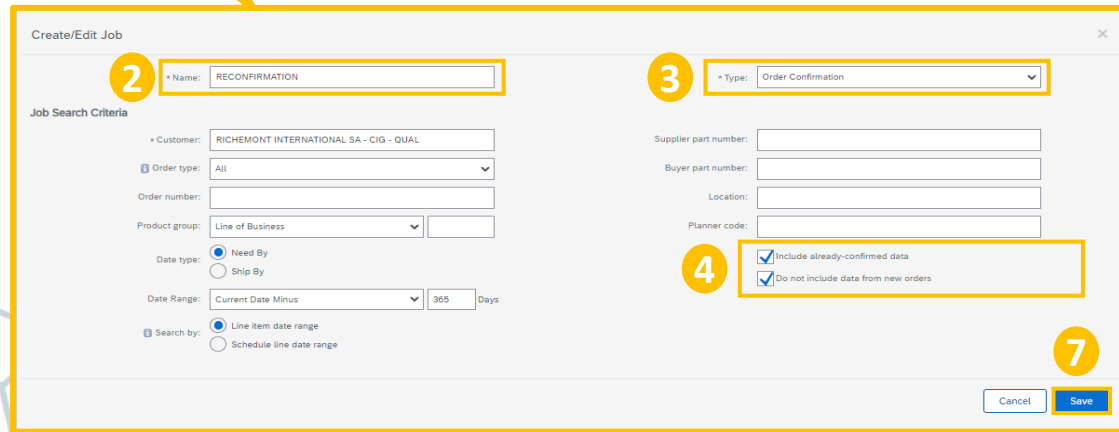 Create/Edit Job
×
2
* Name: RECONFIRMATION
3
* Type: Order Confirmation
Job Search Criteria
* Customer: RICHEMONT INTERNATIONAL SA - CIG - QUAL
Supplier part number:
Order type: All
Buyer part number:
Order number:
Location:
Product group: Line of Business
Planner code:
Date type: Need By
Ship By
4
Include already-confirmed data
Do not include data from new orders
Date Range: Current Date Minus 365 Days
Search by: Line item date range
Schedule line date range
7
Cancel
Save